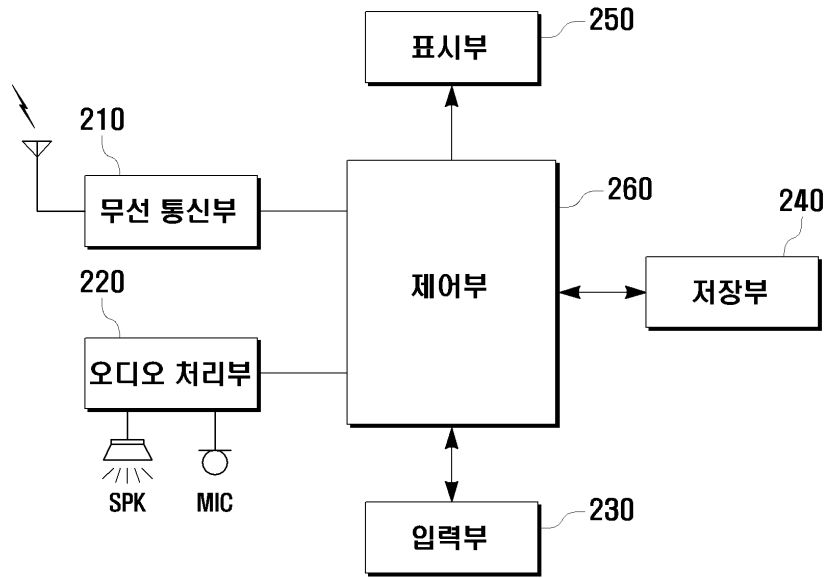 250
표시부
210
무선 통신부
260
제어부
240
저장부
220
오디오 처리부
SPK
MIC
230
입력부